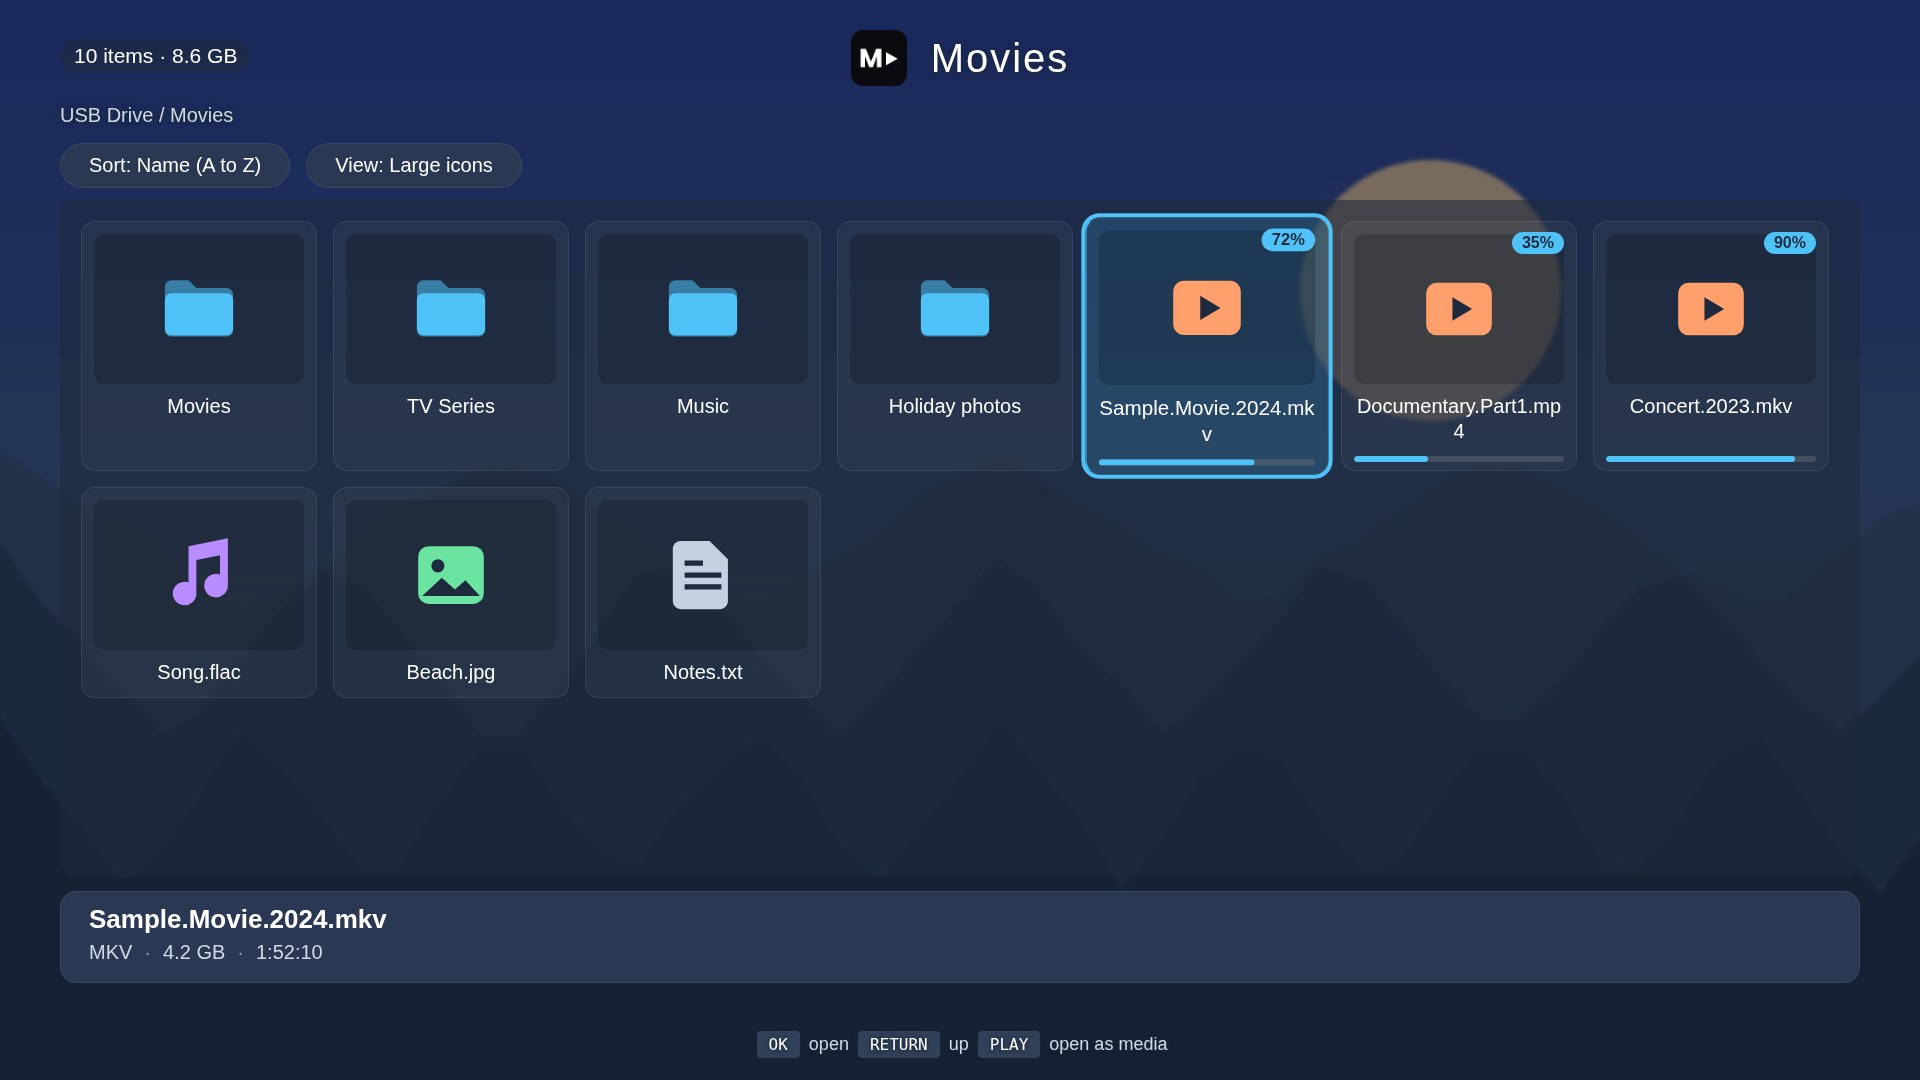 10 items · 8.6 GB
M
Movies
USB Drive / Movies
Sort: Name (A to Z)
View: Large icons
72%
35%
90%
Movies
TV Series
Music
Holiday photos
Sample.Movie.2024.mk
v
Documentary.Part1.mp
4
Concert.2023.mkv
Song.flac
Beach.jpg
Notes.txt
Sample.Movie.2024.mkv
MKV · 4.2 GB · 1:52:10
OK open RETURN up PLAY open as media